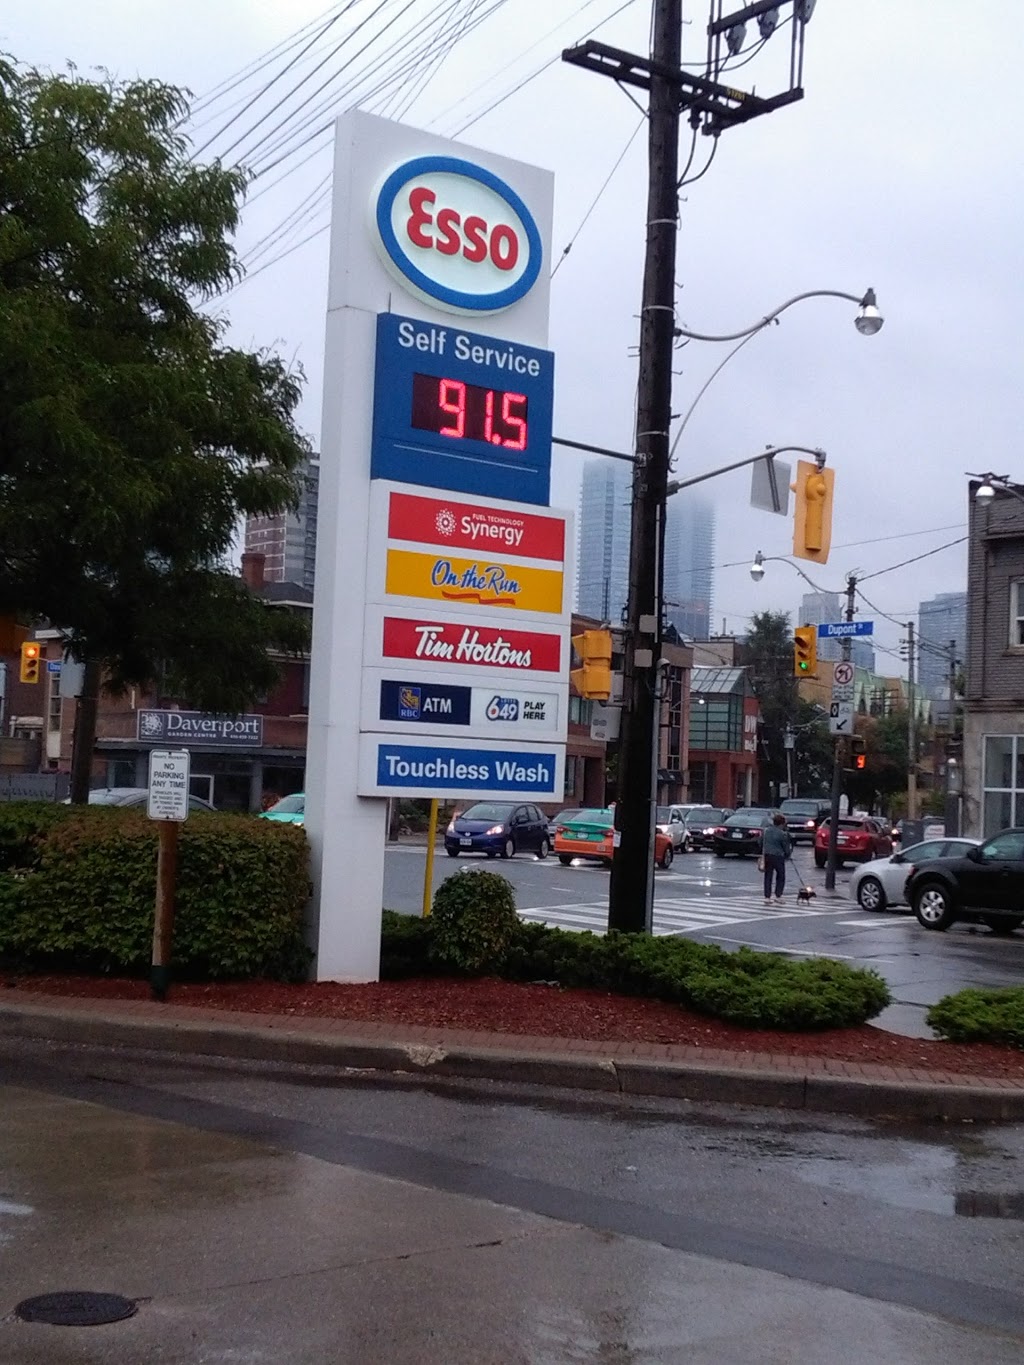 Esso
Self Service
91.5
FUEL TECHNOLOGY
Synergy
On the Run
Tim Hortons
RBC
ATM
649
PLAY
HERE
Touchless Wash
Davenport
GARDEN CENTRE
NO
PARKING
ANY TIME
Dupont St
9